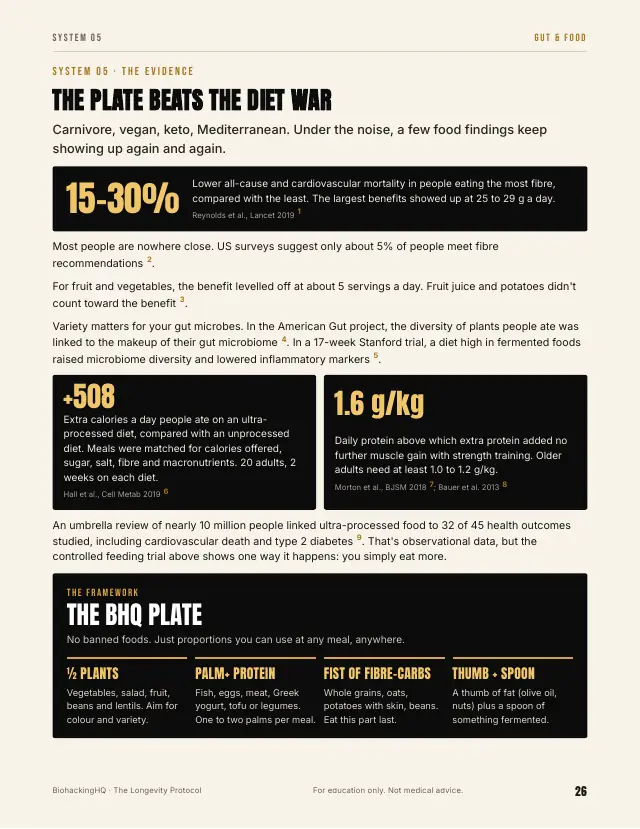 SYSTEM 05
GUT & FOOD
SYSTEM 05 · THE EVIDENCE
THE PLATE BEATS THE DIET WAR
Carnivore, vegan, keto, Mediterranean. Under the noise, a few food findings keep
showing up again and again.
15-30%
Lower all-cause and cardiovascular mortality in people eating the most fibre,
compared with the least. The largest benefits showed up at 25 to 29 g a day.
Reynolds et al., Lancet 2019 1
Most people are nowhere close. US surveys suggest only about 5% of people meet fibre
recommendations 2.
For fruit and vegetables, the benefit levelled off at about 5 servings a day. Fruit juice and potatoes didn't
count toward the benefit 3.
Variety matters for your gut microbes. In the American Gut project, the diversity of plants people ate was
linked to the makeup of their gut microbiome 4. In a 17-week Stanford trial, a diet high in fermented foods
raised microbiome diversity and lowered inflammatory markers 5.
+508
Extra calories a day people ate on an ultra-
processed diet, compared with an unprocessed
diet. Meals were matched for calories offered,
sugar, salt, fibre and macronutrients. 20 adults, 2
weeks on each diet.
Hall et al., Cell Metab 2019 6
1.6 g/kg
Daily protein above which extra protein added no
further muscle gain with strength training. Older
adults need at least 1.0 to 1.2 g/kg.
Morton et al., BJSM 2018 7; Bauer et al. 2013 8
An umbrella review of nearly 10 million people linked ultra-processed food to 32 of 45 health outcomes
studied, including cardiovascular death and type 2 diabetes 9. That's observational data, but the
controlled feeding trial above shows one way it happens: you simply eat more.
THE FRAMEWORK
THE BHQ PLATE
No banned foods. Just proportions you can use at any meal, anywhere.
½ PLANTS
Vegetables, salad, fruit,
beans and lentils. Aim for
colour and variety.
PALM+ PROTEIN
Fish, eggs, meat, Greek
yogurt, tofu or legumes.
One to two palms per meal.
FIST OF FIBRE-CARBS
Whole grains, oats,
potatoes with skin, beans.
Eat this part last.
THUMB + SPOON
A thumb of fat (olive oil,
nuts) plus a spoon of
something fermented.
BiohackingHQ · The Longevity Protocol
For education only. Not medical advice.
26